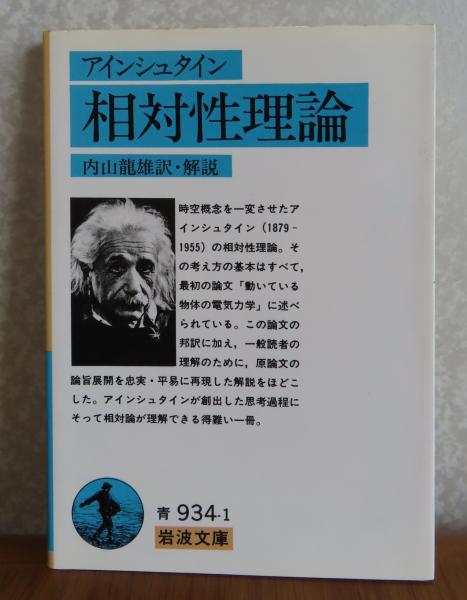 アインシュタイン
相対性理論
内山龍雄訳・解説
時空概念を一変させたア
インシュタイン（1879－
1955）の相対性理論。そ
の考え方の基本はすべて，
最初の論文「動いている
物体の電気力学」に述べ
られている。この論文の
邦訳に加え，一般読者の
理解のために，原論文の
論旨展開を忠実・平易に再現した解説をほどこ
した。アインシュタインが創出した思考過程に
そって相対論が理解できる得難い一冊。
青 934-1
岩波文庫